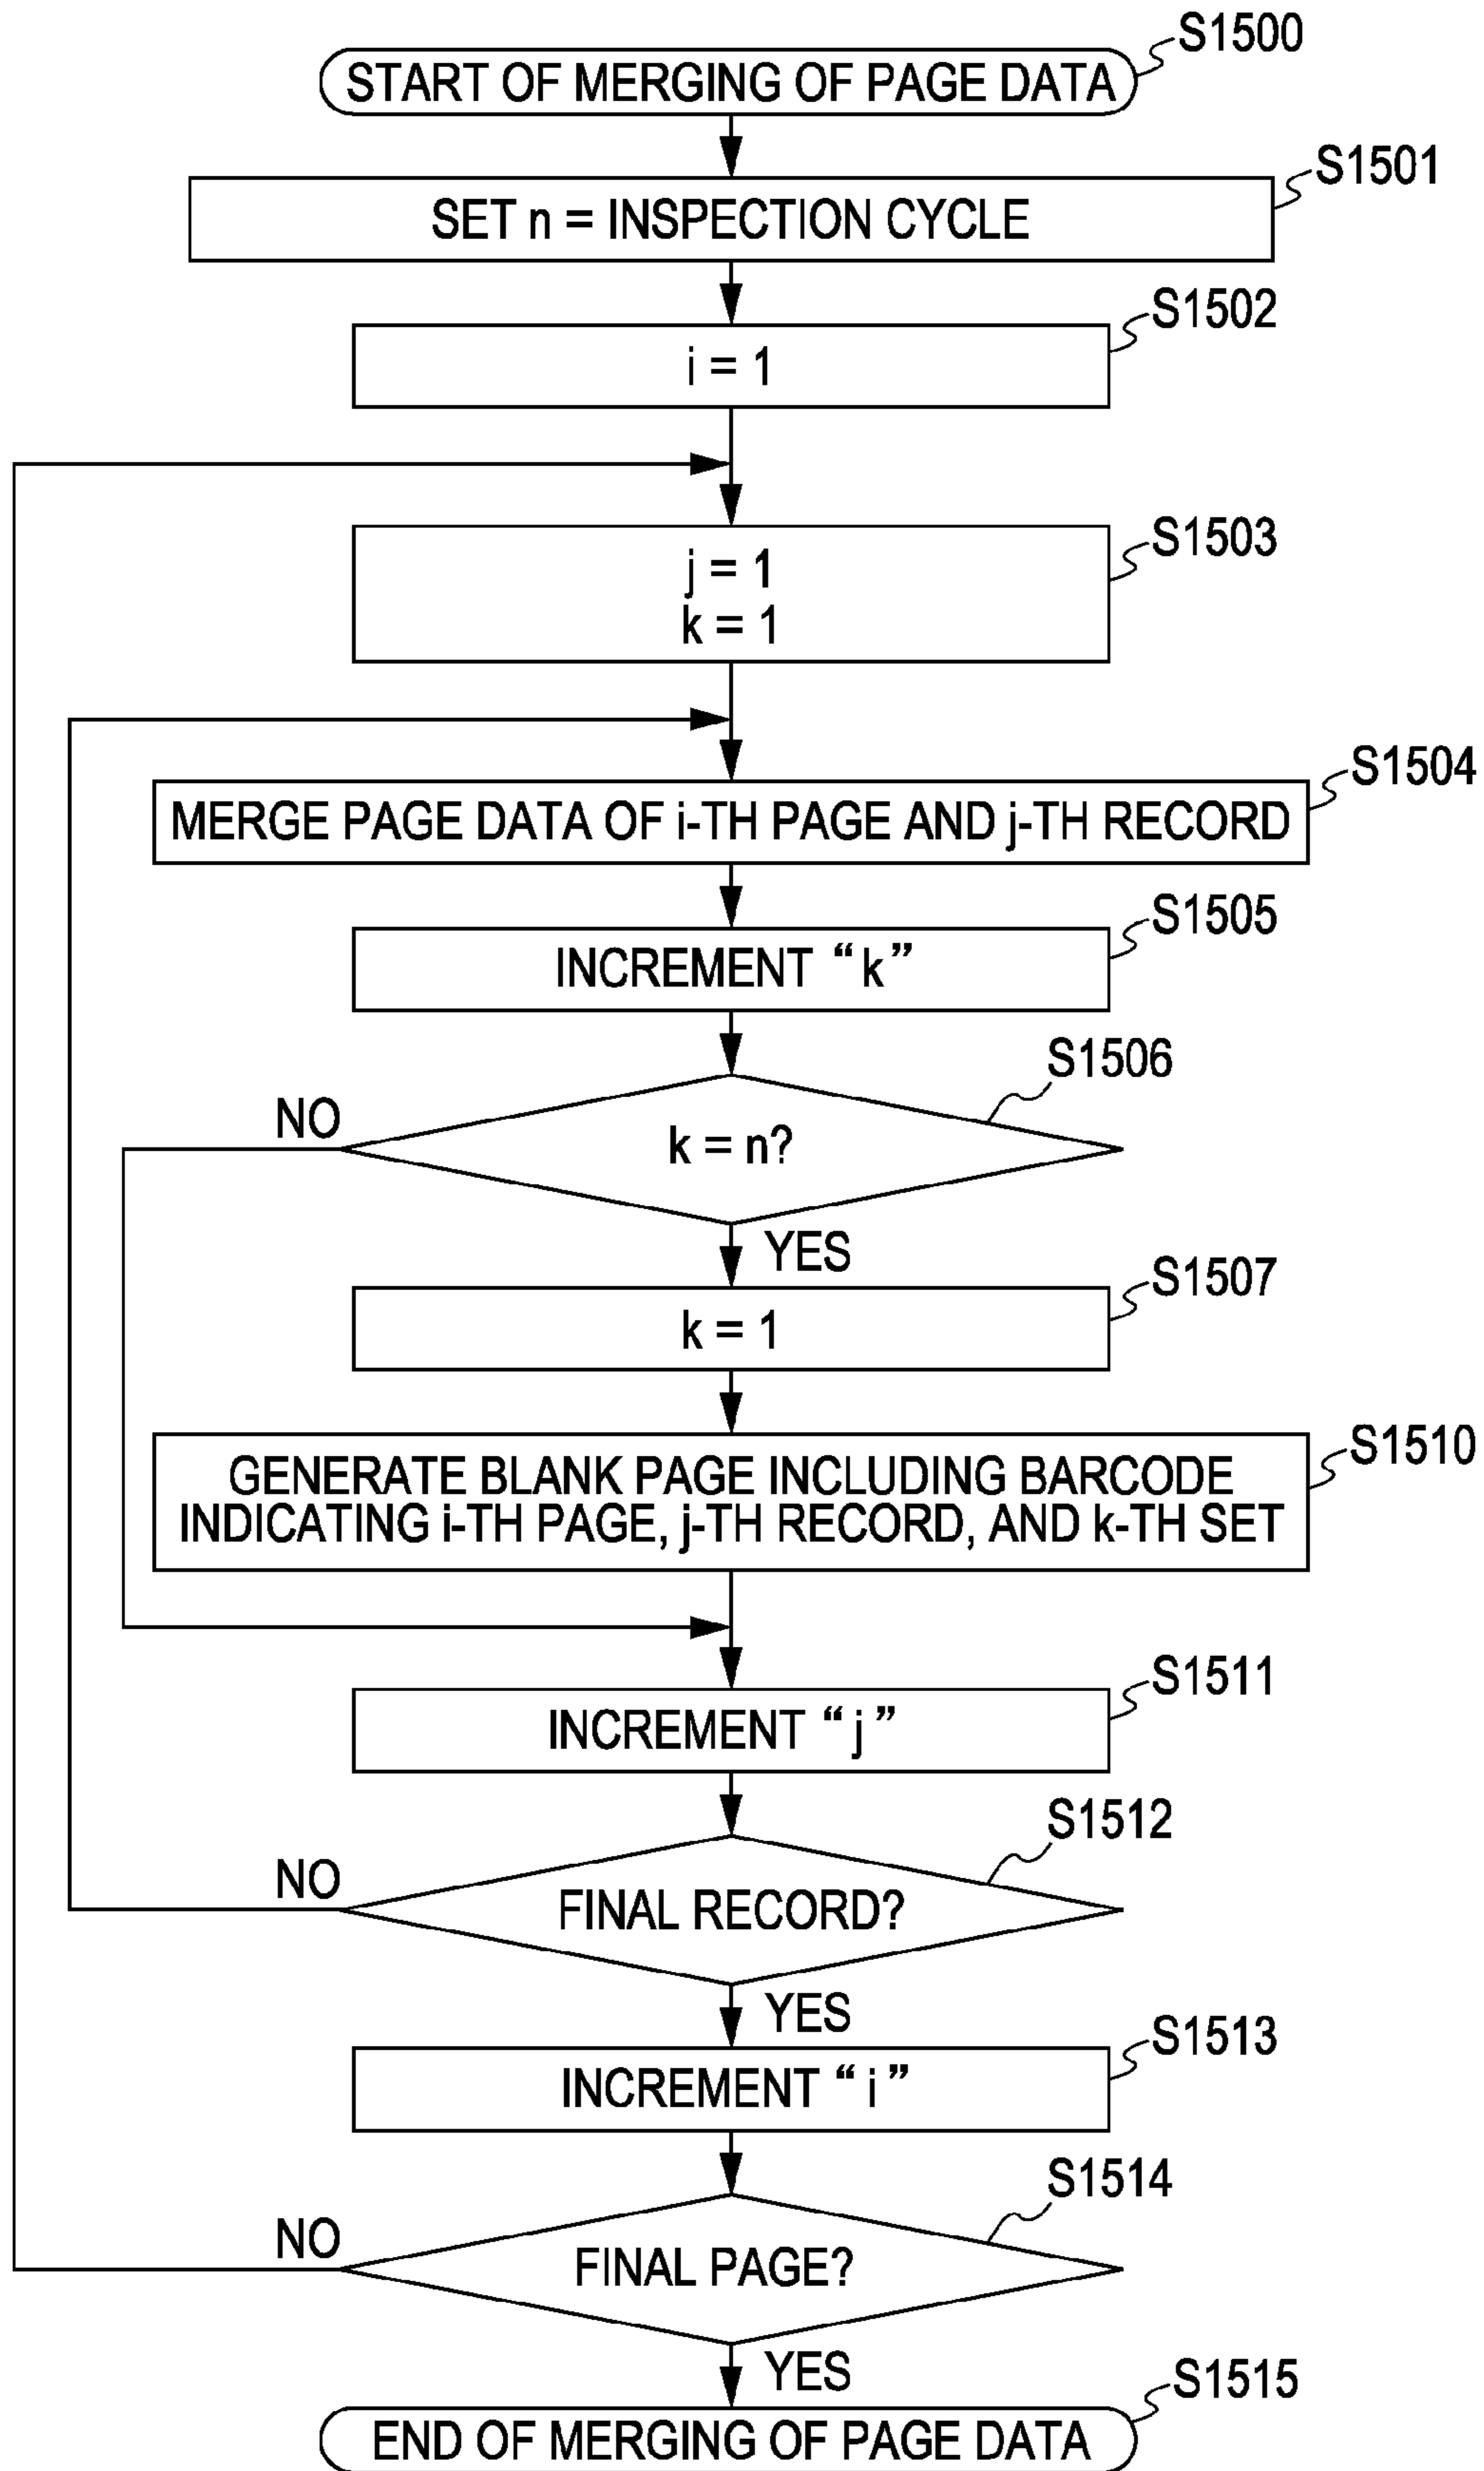 S1500
START OF MERGING OF PAGE DATA
S1501
SET n = INSPECTION CYCLE
S1502
i = 1
S1503
j = 1
k = 1
S1504
MERGE PAGE DATA OF i-TH PAGE AND j-TH RECORD
S1505
INCREMENT “k”
S1506
NO
k = n?
YES
S1507
k = 1
S1510
GENERATE BLANK PAGE INCLUDING BARCODE
INDICATING i-TH PAGE, j-TH RECORD, AND k-TH SET
S1511
INCREMENT “j”
S1512
NO
FINAL RECORD?
YES
S1513
INCREMENT “i”
S1514
NO
FINAL PAGE?
YES
S1515
END OF MERGING OF PAGE DATA